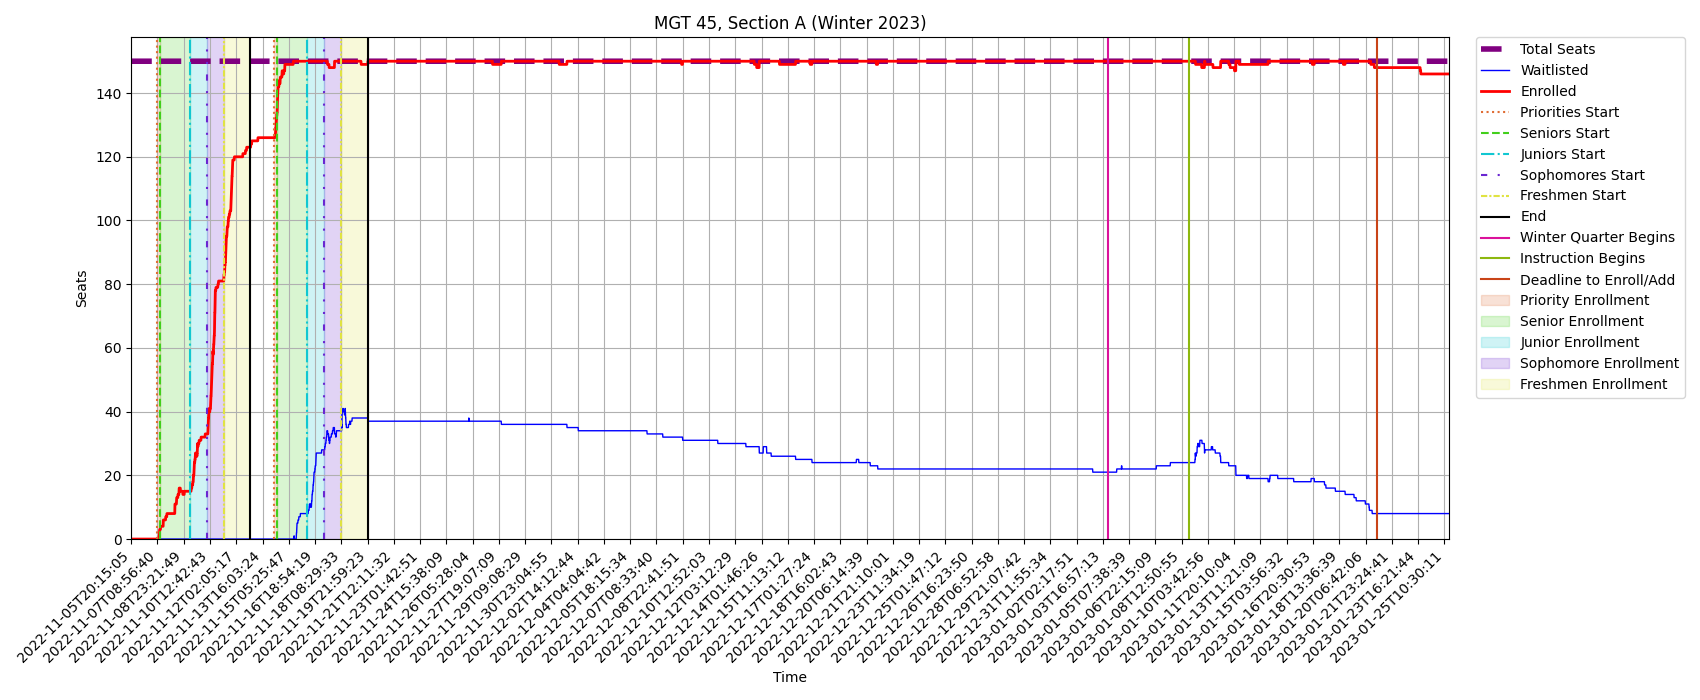 MGT 45, Section A (Winter 2023)
Total Seats
Waitlisted
Enrolled
Priorities Start
Seniors Start
Juniors Start
Sophomores Start
Freshmen Start
End
Winter Quarter Begins
Instruction Begins
Deadline to Enroll/Add
Priority Enrollment
Senior Enrollment
Junior Enrollment
Sophomore Enrollment
Freshmen Enrollment
Seats
140
120
100
80
60
40
20
0
2022-11-05T20:15:05
2022-11-07T08:56:40
2022-11-08T23:21:49
2022-11-10T12:42:43
2022-11-12T02:05:17
2022-11-13T16:03:24
2022-11-15T05:25:47
2022-11-16T18:54:19
2022-11-18T08:29:33
2022-11-19T21:59:23
2022-11-21T12:11:32
2022-11-23T01:42:51
2022-11-24T15:38:09
2022-11-26T05:28:04
2022-11-27T19:07:09
2022-11-29T09:08:29
2022-11-30T23:04:55
2022-12-02T14:12:44
2022-12-04T04:04:42
2022-12-05T18:15:34
2022-12-07T08:33:40
2022-12-08T22:41:51
2022-12-10T12:52:03
2022-12-12T03:12:29
2022-12-14T01:46:26
2022-12-15T11:13:12
2022-12-17T01:27:24
2022-12-18T16:02:43
2022-12-20T06:14:39
2022-12-21T21:10:01
2022-12-23T11:34:19
2022-12-25T01:47:12
2022-12-26T16:23:50
2022-12-28T06:52:58
2022-12-29T21:07:42
2022-12-31T11:55:34
2023-01-02T02:17:51
2023-01-03T16:57:13
2023-01-05T07:38:39
2023-01-06T22:15:09
2023-01-08T12:50:55
2023-01-10T03:42:56
2023-01-11T20:10:04
2023-01-13T11:21:09
2023-01-15T03:56:32
2023-01-16T20:30:53
2023-01-18T13:36:39
2023-01-20T06:42:06
2023-01-21T23:24:41
2023-01-23T16:21:44
2023-01-25T10:30:11
Time